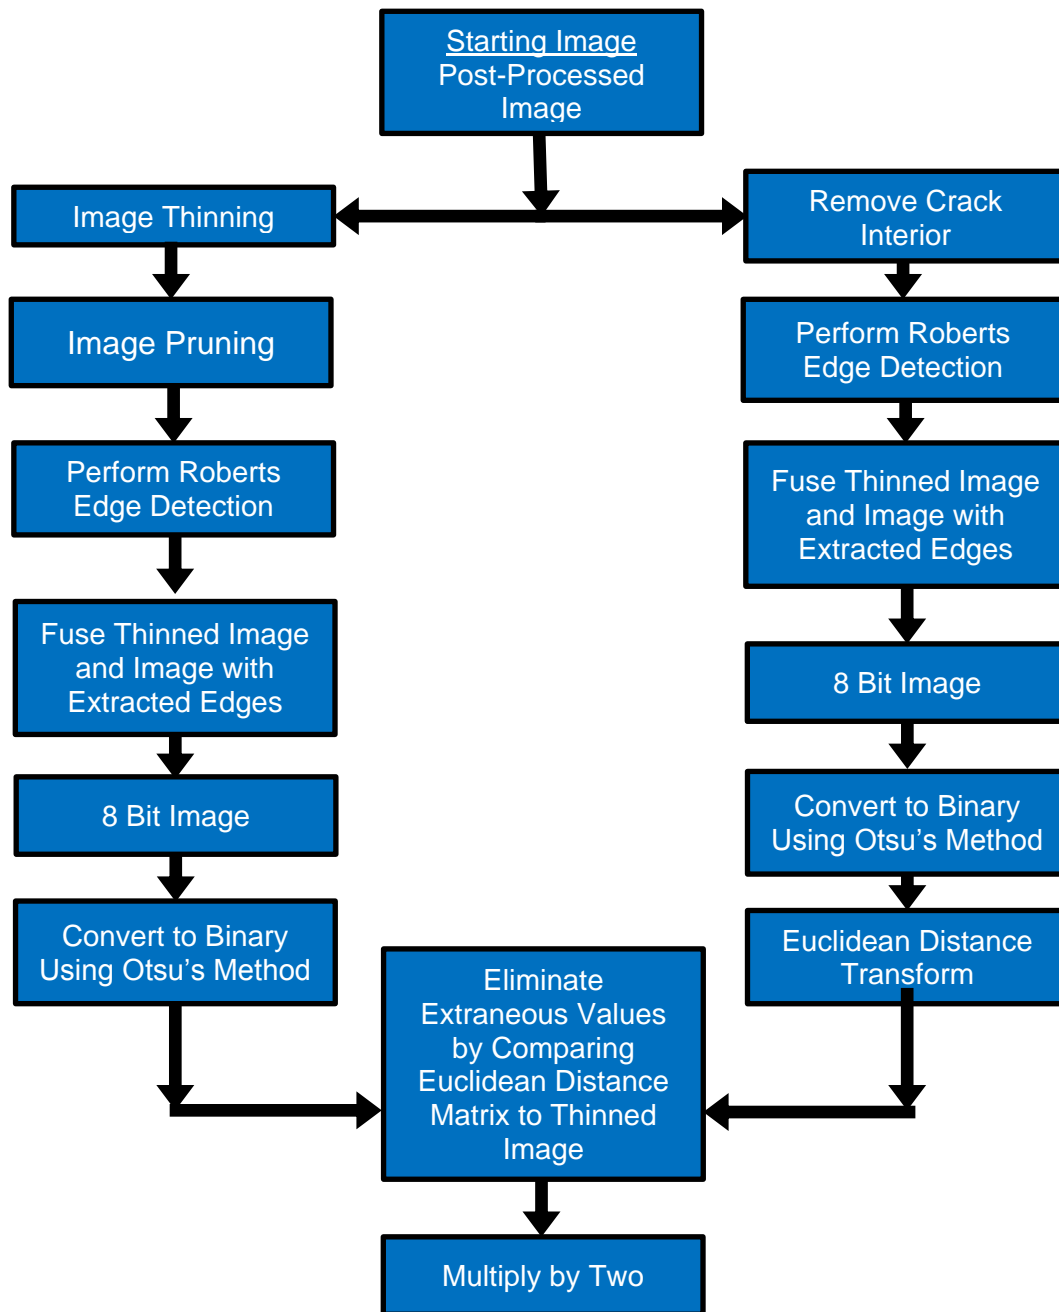 Starting Image
Post-Processed
Image
Image Thinning
Image Pruning
Perform Roberts
Edge Detection
Fuse Thinned Image
and Image with
Extracted Edges
8 Bit Image
Convert to Binary
Using Otsu’s Method
Remove Crack
Interior
Perform Roberts
Edge Detection
Fuse Thinned Image
and Image with
Extracted Edges
8 Bit Image
Convert to Binary
Using Otsu’s Method
Euclidean Distance
Transform
Eliminate
Extraneous Values
by Comparing
Euclidean Distance
Matrix to Thinned
Image
Multiply by Two